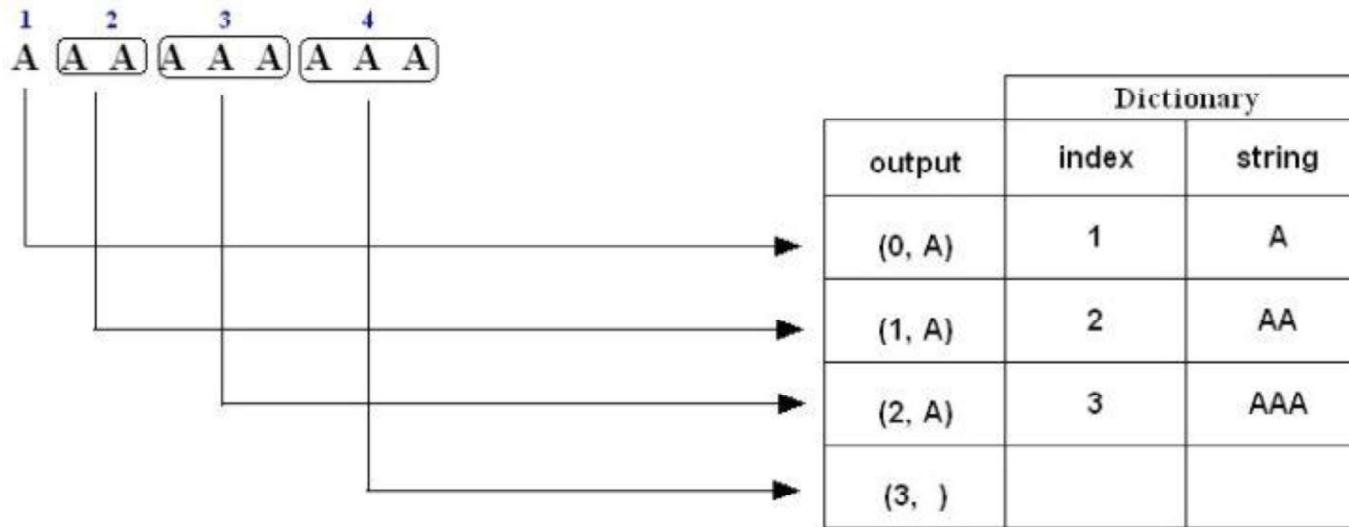 1 2 3 4
A A A A A A A A A
Dictionary
output index string
(0, A) 1 A
(1, A) 2 AA
(2, A) 3 AAA
(3, )